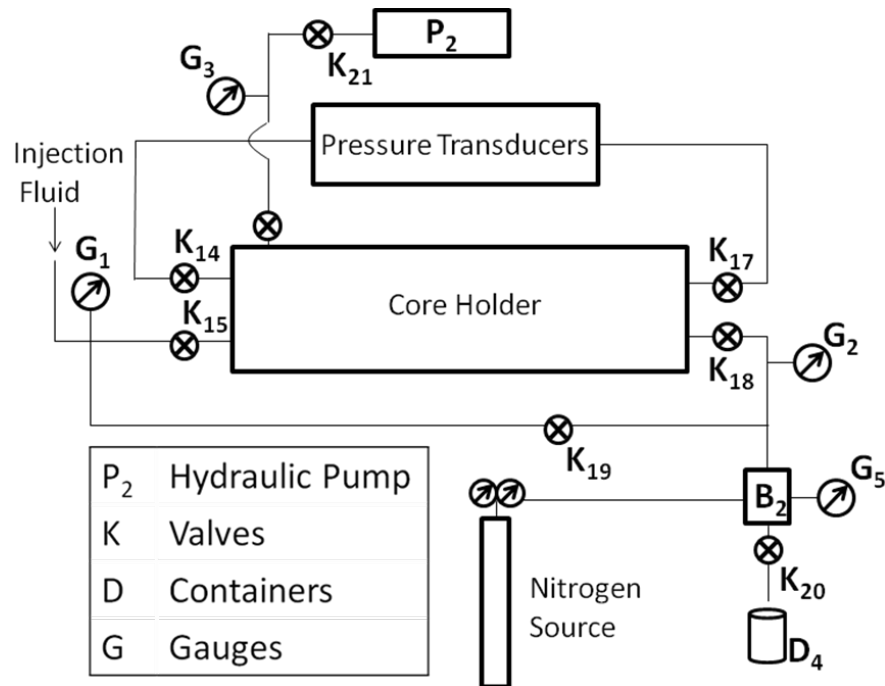 P₂
G₃
K₂₁
Pressure Transducers
Injection
Fluid
G₁
K₁₄
K₁₇
Core Holder
K₁₅
G₂
K₁₈
K₁₉
G₅
B₂
P₂ Hydraulic Pump
K Valves
D Containers
G Gauges
K₂₀
Nitrogen
Source
D₄